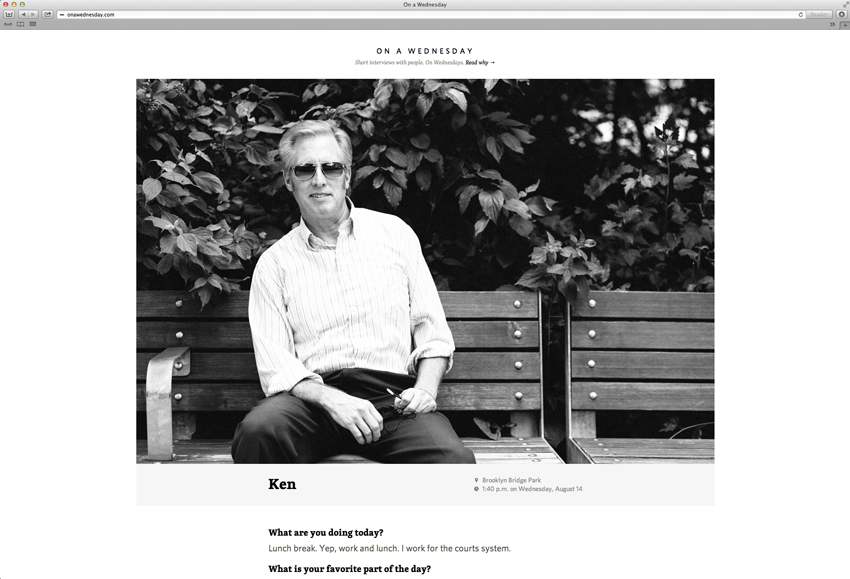 On a Wednesday
onawednesday.com
Reader
ON A WEDNESDAY
Short interviews with people. On Wednesdays. Read why →
Ken
Brooklyn Bridge Park
1:40 p.m. on Wednesday, August 14
What are you doing today?
Lunch break. Yep, work and lunch. I work for the courts system.
What is your favorite part of the day?